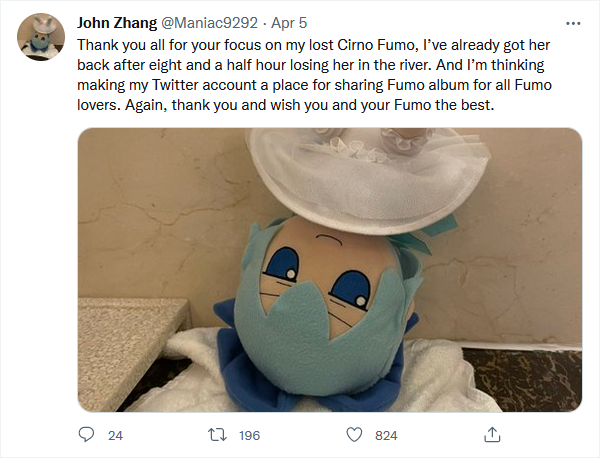 John Zhang @Maniac9292 · Apr 5
Thank you all for your focus on my lost Cirno Fumo, I’ve already got her
back after eight and a half hour losing her in the river. And I’m thinking
making my Twitter account a place for sharing Fumo album for all Fumo
lovers. Again, thank you and wish you and your Fumo the best.
24 196 824